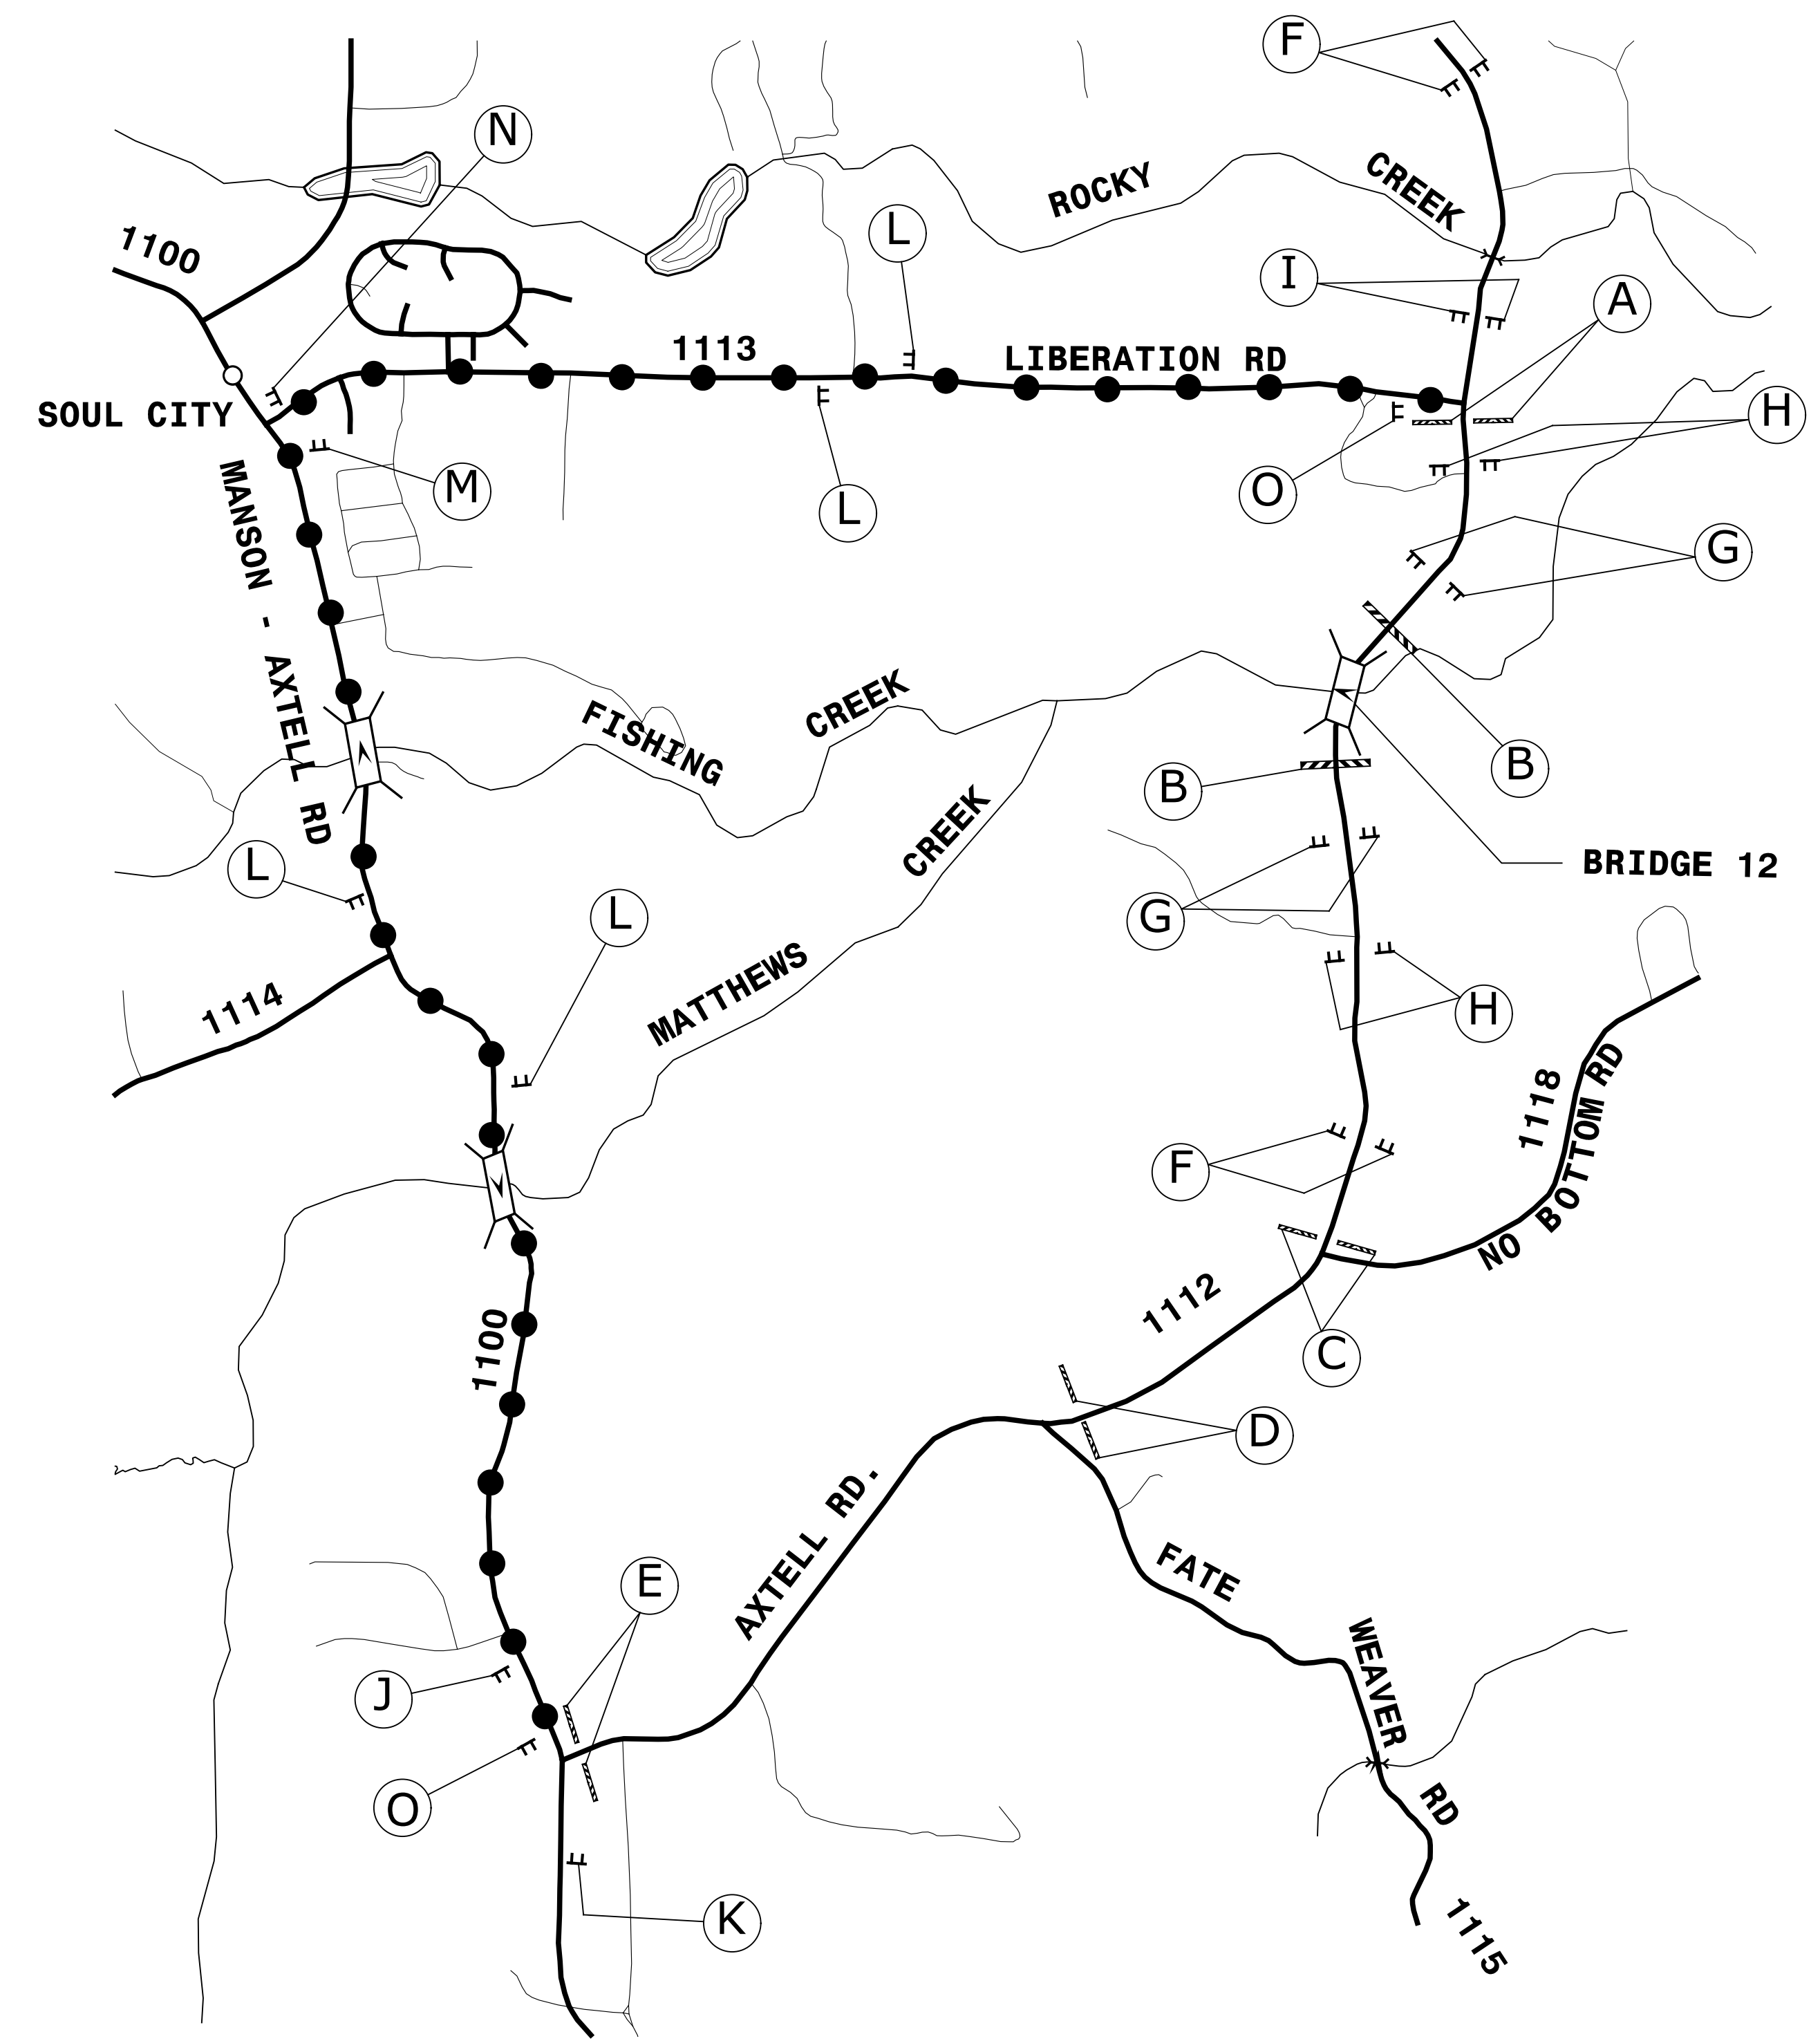 F
N
CREEK
ROCKY
L
1100
I
A
1113
LIBERATION RD
SOUL CITY
H
M
O
L
G
MANSON - AXTELL RD
CREEK
FISHING
B
B
CREEK
BRIDGE 12
L
L
G
MATTHEWS
1114
H
1118
NO BOTTOM RD
F
1112
1100
C
D
AXTELL RD.
FATE WEAVER RD
E
J
O
K
1115